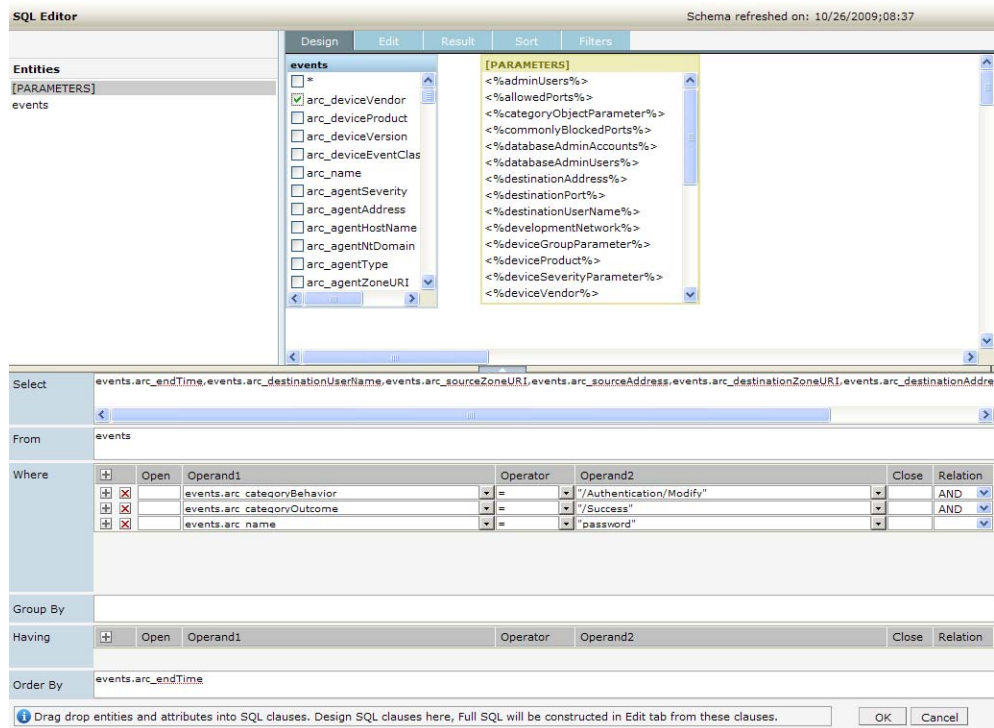 SQL Editor
Schema refreshed on: 10/26/2009;08:37
Design Edit Result Sort Filters
Entities
[PARAMETERS]
events
events
*
arc_deviceVendor
arc_deviceProduct
arc_deviceVersion
arc_deviceEventClas
arc_name
arc_agentSeverity
arc_agentAddress
arc_agentHostName
arc_agentNtDomain
arc_agentType
arc_agentZoneURI
[PARAMETERS]
<%adminUsers%>
<%allowedPorts%>
<%categoryObjectParameter%>
<%commonlyBlockedPorts%>
<%databaseAdminAccounts%>
<%databaseAdminUsers%>
<%destinationAddress%>
<%destinationPort%>
<%destinationUserName%>
<%developmentNetwork%>
<%deviceGroupParameter%>
<%deviceProduct%>
<%deviceSeverityParameter%>
<%deviceVendor%>
Select events.arc_endTime,events.arc_destinationUserName,events.arc_sourceZoneURI,events.arc_sourceAddress,events.arc_destinationZoneURI,events.arc_destinationAddre
From events
Where Open Operand1 Operator Operand2 Close Relation
events.arc_categoryBehavior = "/Authentication/Modify" AND
events.arc_categoryOutcome = "/Success" AND
events.arc_name = "password"
Group By
Having Open Operand1 Operator Operand2 Close Relation
Order By events.arc_endTime
Drag drop entities and attributes into SQL clauses. Design SQL clauses here, Full SQL will be constructed in Edit tab from these clauses.
OK Cancel